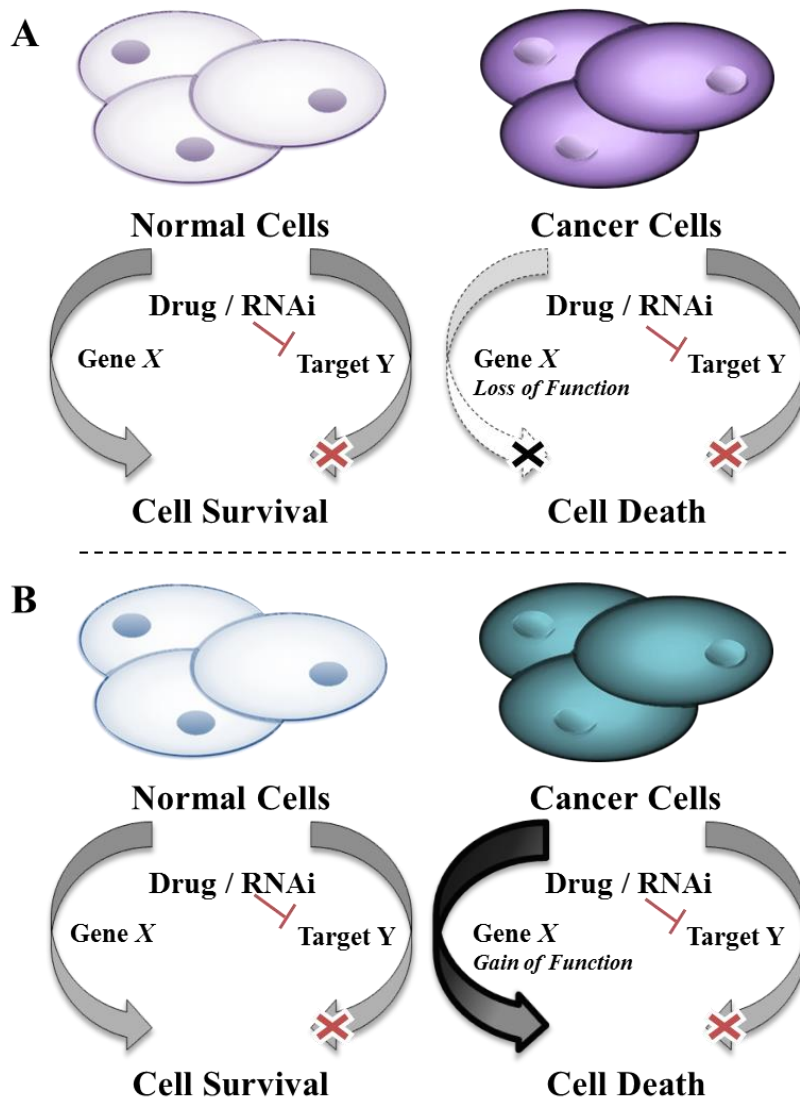 A
Normal Cells
Cancer Cells
Drug / RNAi
Gene X
Target Y
Drug / RNAi
Gene X
Loss of Function
Target Y
Cell Survival
Cell Death
B
Normal Cells
Cancer Cells
Drug / RNAi
Gene X
Target Y
Drug / RNAi
Gene X
Gain of Function
Target Y
Cell Survival
Cell Death